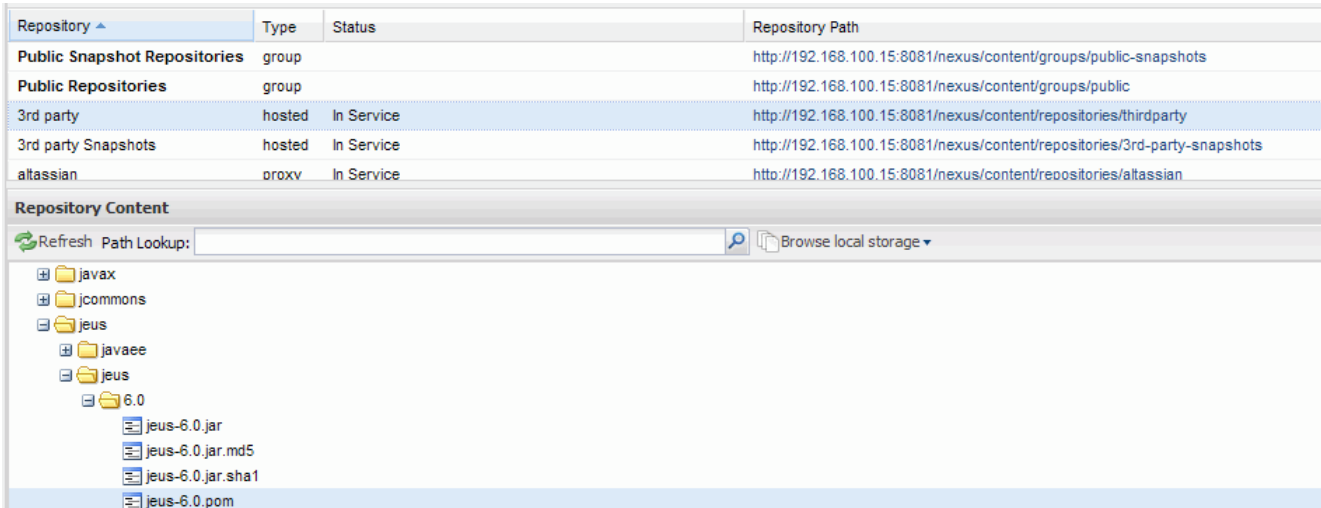 Repository Type Status Repository Path
Public Snapshot Repositories group http://192.168.100.15:8081/nexus/content/groups/public-snapshots
Public Repositories group http://192.168.100.15:8081/nexus/content/groups/public
3rd party hosted In Service http://192.168.100.15:8081/nexus/content/repositories/thirdparty
3rd party Snapshots hosted In Service http://192.168.100.15:8081/nexus/content/repositories/3rd-party-snapshots
altassian proxy In Service http://192.168.100.15:8081/nexus/content/repositories/altassian
Repository Content
Refresh Path Lookup: Browse local storage
javax
jcommons
jeus
javaee
jeus
6.0
jeus-6.0.jar
jeus-6.0.jar.md5
jeus-6.0.jar.sha1
jeus-6.0.pom